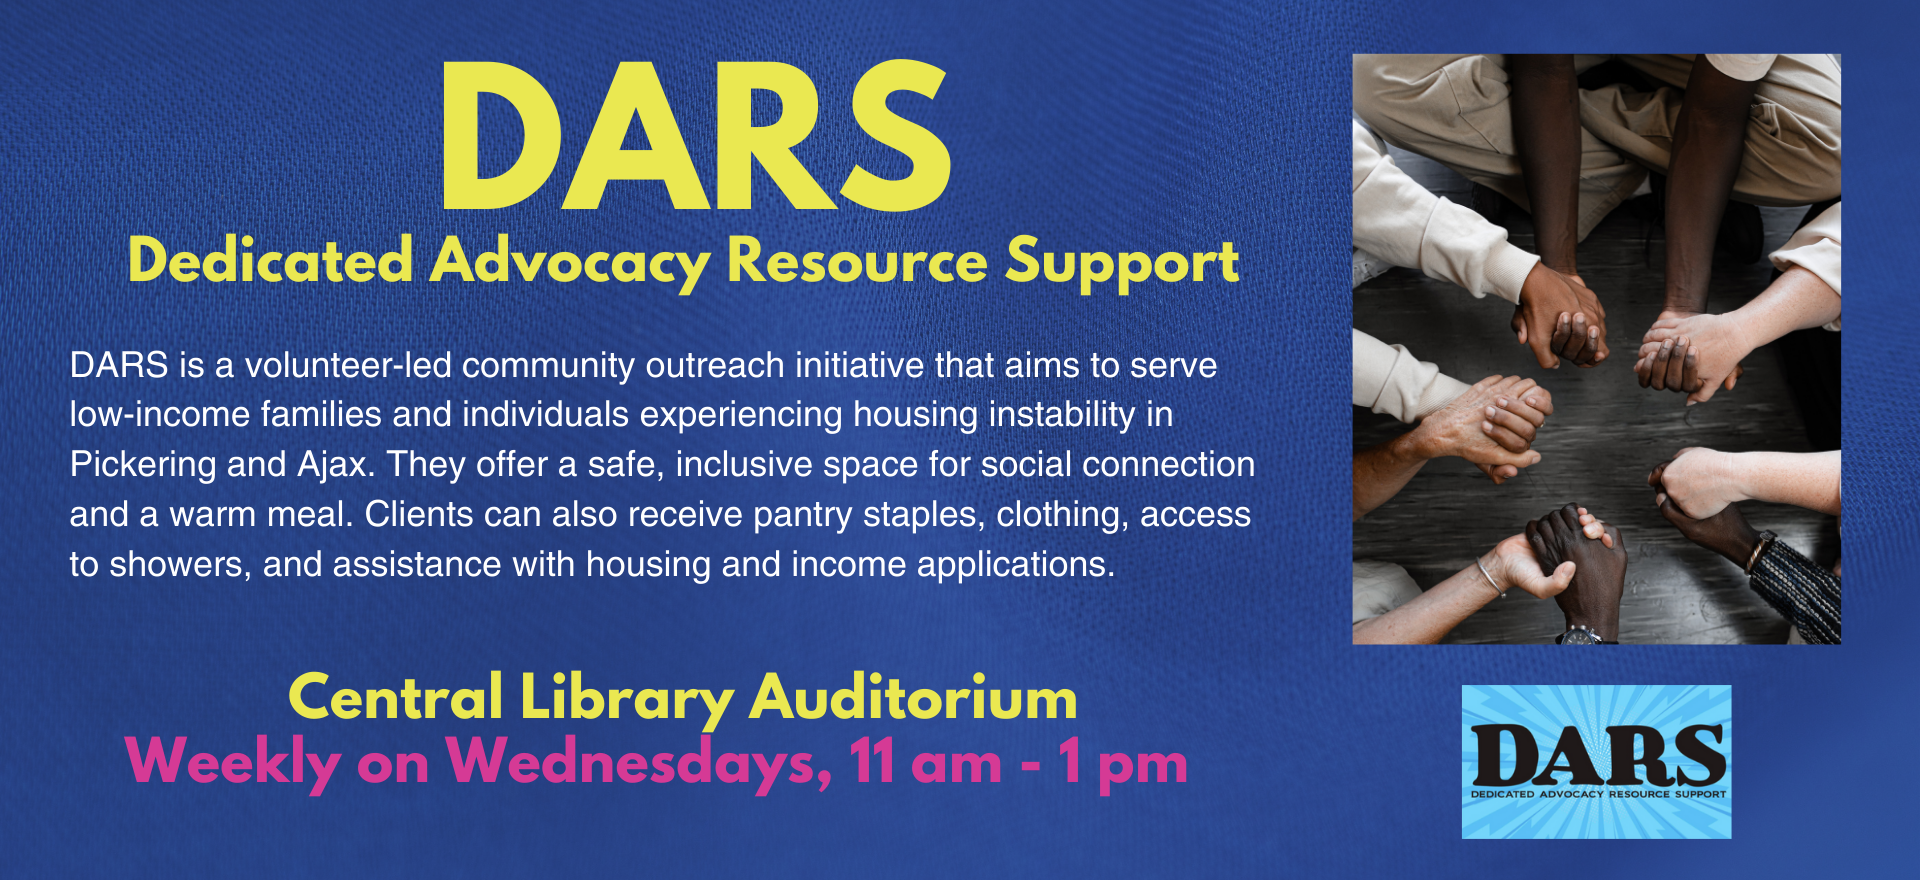 DARS
Dedicated Advocacy Resource Support
DARS is a volunteer-led community outreach initiative that aims to serve
low-income families and individuals experiencing housing instability in
Pickering and Ajax. They offer a safe, inclusive space for social connection
and a warm meal. Clients can also receive pantry staples, clothing, access
to showers, and assistance with housing and income applications.
Central Library Auditorium
Weekly on Wednesdays, 11 am - 1 pm
DARS
DEDICATED ADVOCACY RESOURCE SUPPORT